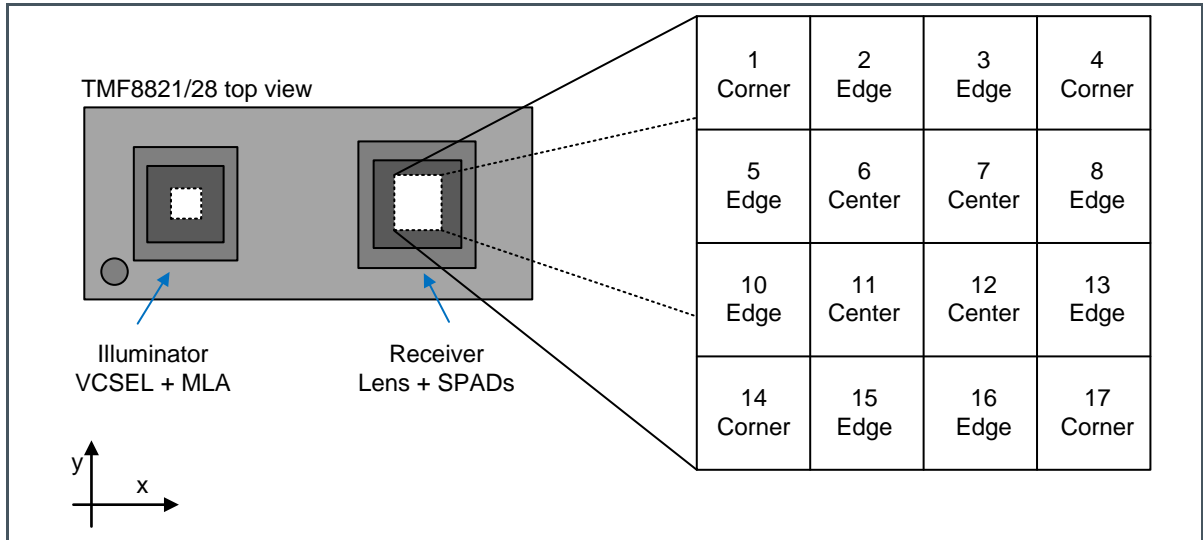 TMF8821/28 top view
Illuminator
VCSEL + MLA
Receiver
Lens + SPADs
y
x
1
Corner
2
Edge
3
Edge
4
Corner
5
Edge
6
Center
7
Center
8
Edge
10
Edge
11
Center
12
Center
13
Edge
14
Corner
15
Edge
16
Edge
17
Corner